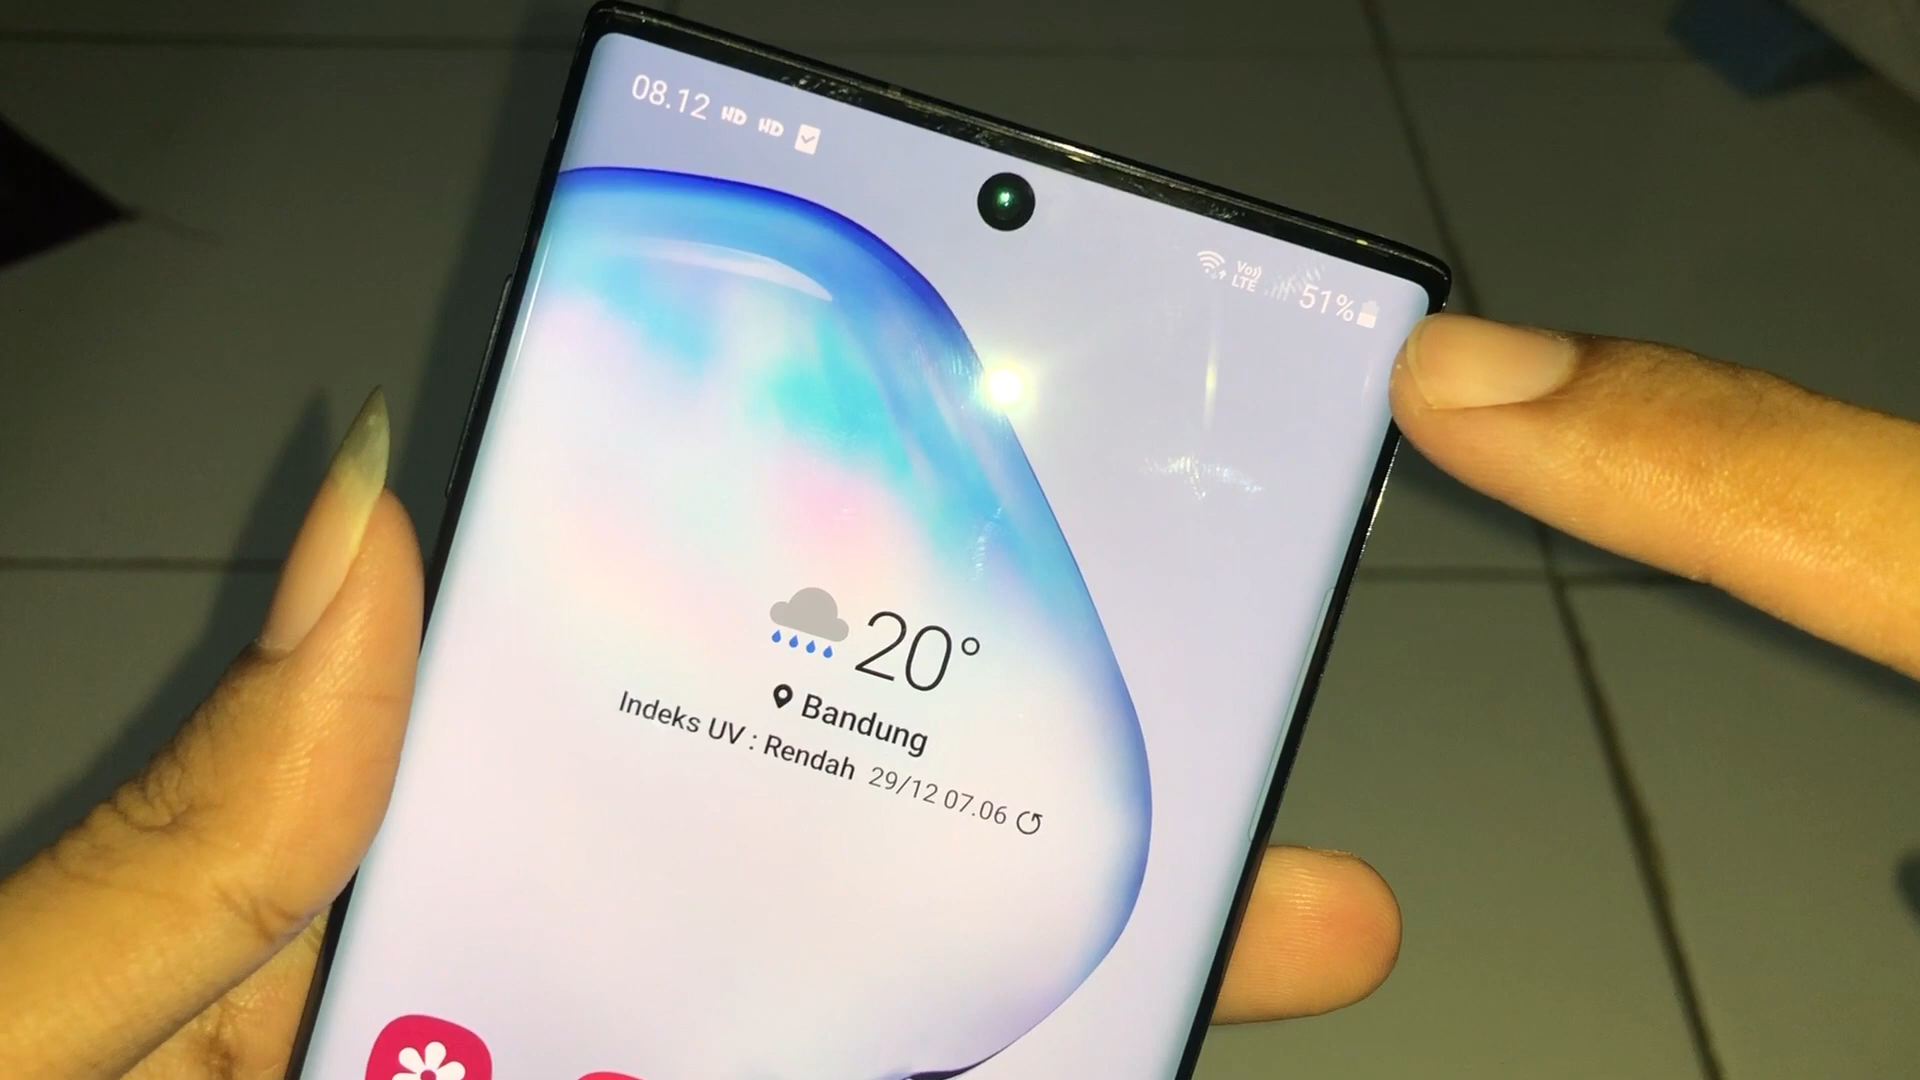 08.12 HD HD
Vo)) LTE 51%
20°
Bandung
Indeks UV : Rendah 29/12 07.06